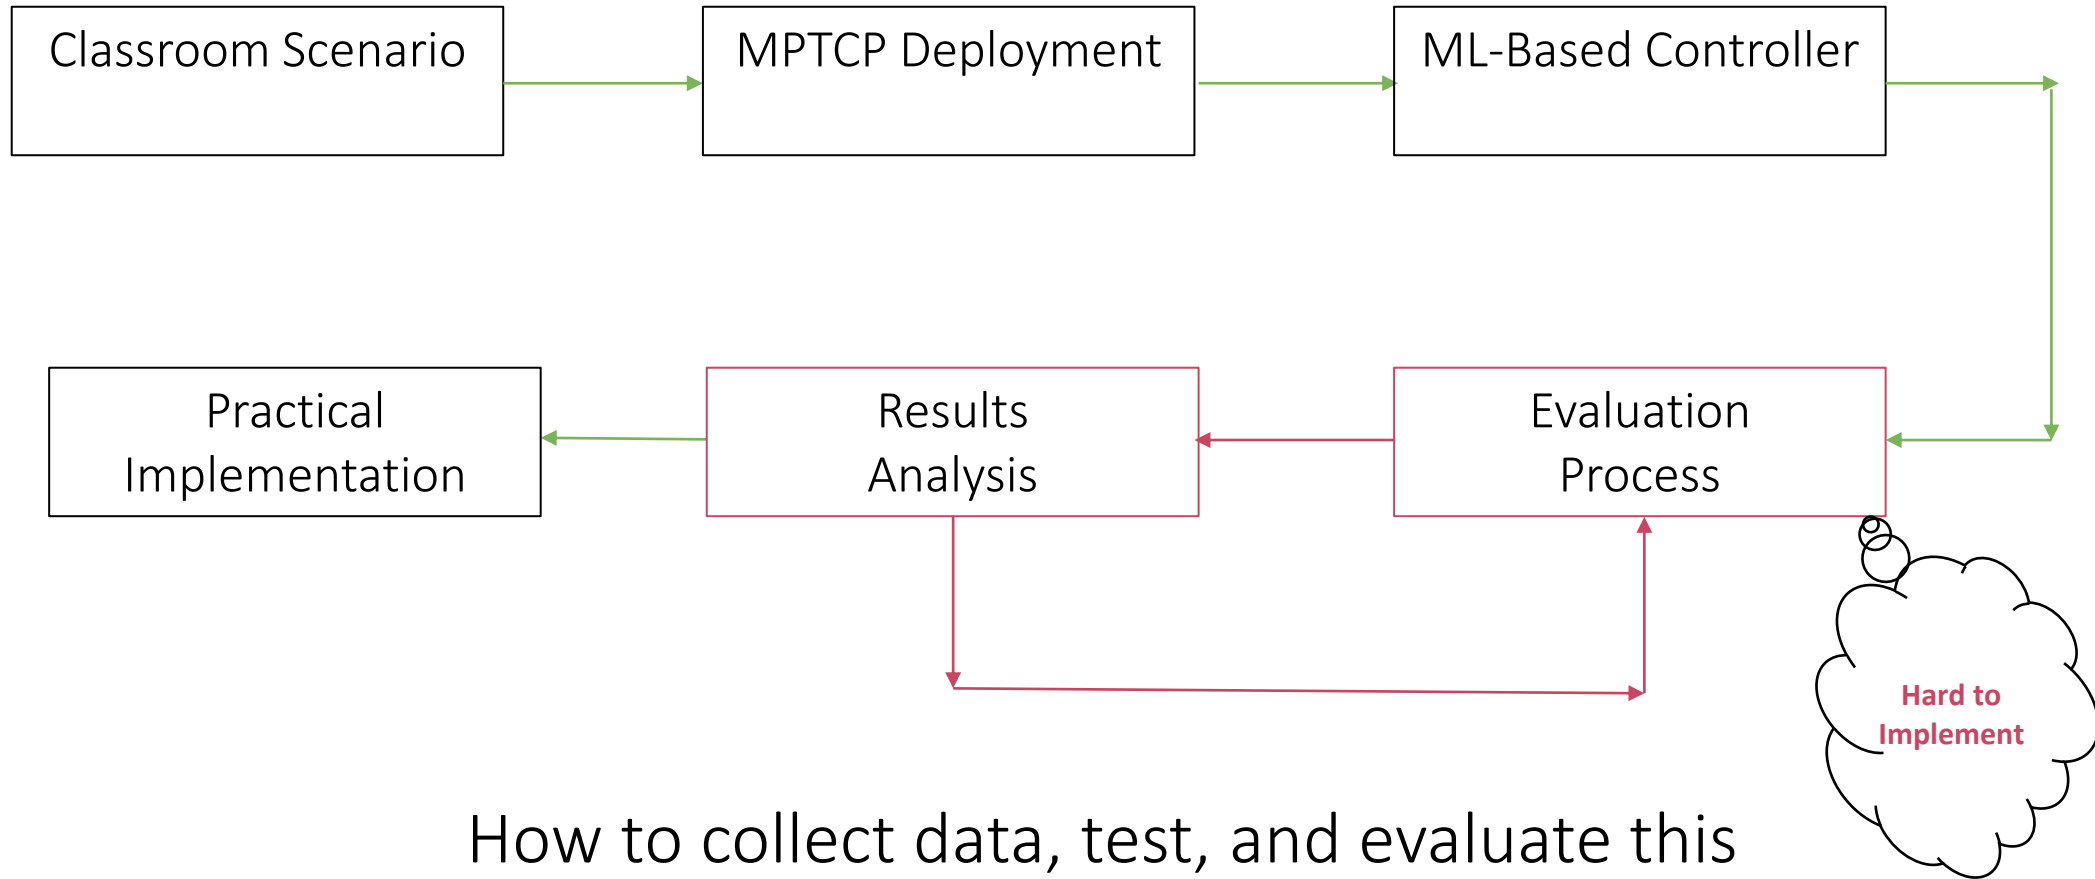 Classroom Scenario
MPTCP Deployment
ML-Based Controller
Practical
Implementation
Results
Analysis
Evaluation
Process
Hard to
Implement
How to collect data, test, and evaluate this